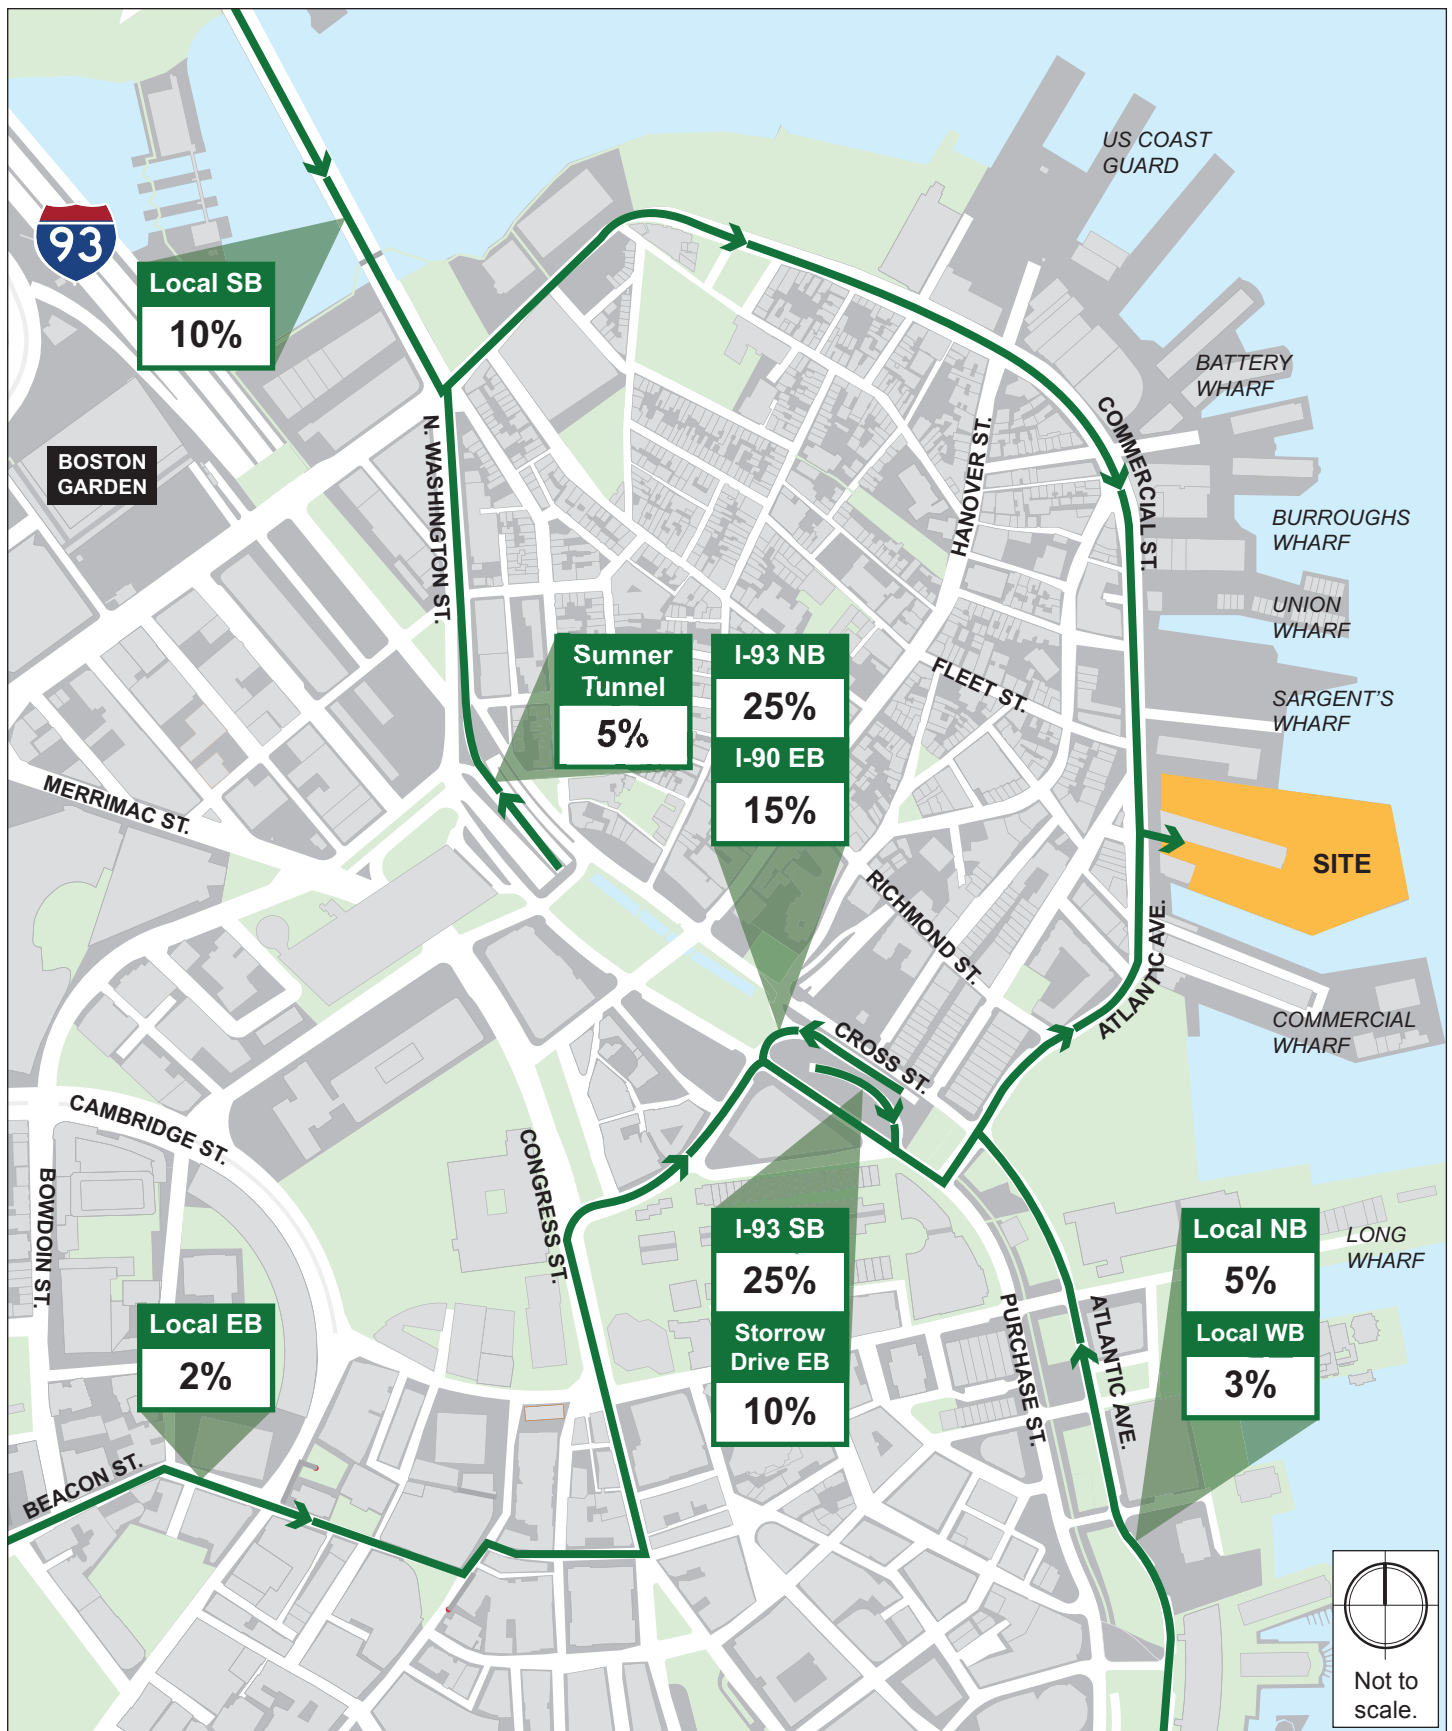 US COAST
GUARD
93
Local SB
10%
BATTERY
WHARF
COMMERCIAL ST.
HANOVER ST.
N. WASHINGTON ST.
BOSTON
GARDEN
BURROUGHS
WHARF
UNION
WHARF
Sumner
Tunnel
5%
I-93 NB
25%
I-90 EB
15%
FLEET ST.
SARGENT'S
WHARF
MERRIMAC ST.
SITE
RICHMOND ST.
ATLANTIC AVE.
COMMERCIAL
WHARF
CROSS ST.
CAMBRIDGE ST.
CONGRESS ST.
BOWDOIN ST.
I-93 SB
25%
Storrow
Drive EB
10%
Local NB
5%
Local WB
3%
LONG
WHARF
PURCHASE ST.
ATLANTIC AVE.
Local EB
2%
BEACON ST.
Not to
scale.